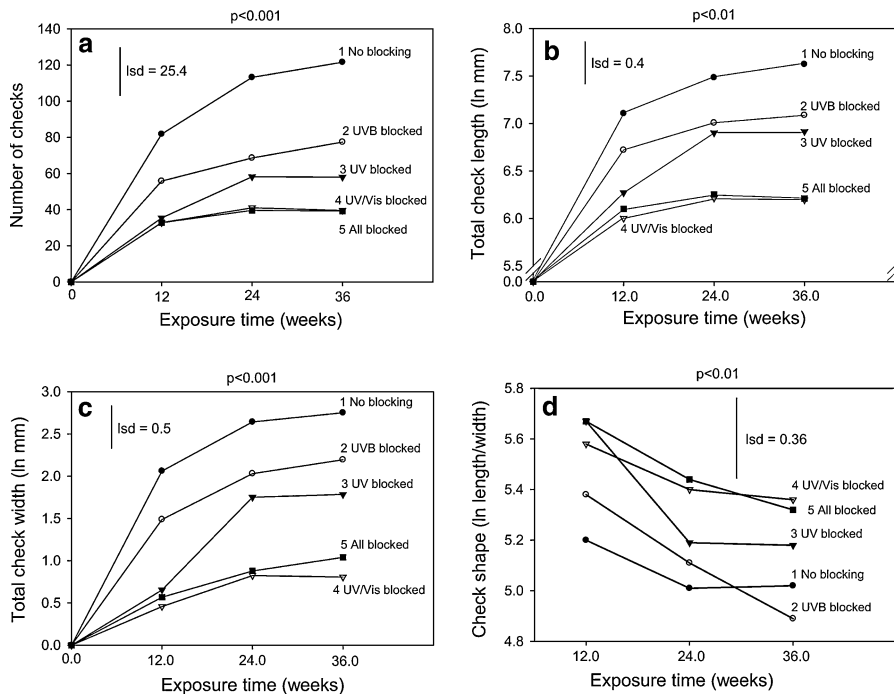 p<0.001
a
lsd = 25.4
1 No blocking
2 UVB blocked
3 UV blocked
4 UV/Vis blocked
5 All blocked
Number of checks
140
120
100
80
60
40
20
0
0 12 24 36
Exposure time (weeks)
p<0.01
b
lsd = 0.4
1 No blocking
2 UVB blocked
3 UV blocked
5 All blocked
4 UV/Vis blocked
Total check length (ln mm)
8.0
7.5
7.0
6.5
6.0
5.5
0.0
0.0 12.0 24.0 36.0
Exposure time (weeks)
p<0.001
c
lsd = 0.5
1 No blocking
2 UVB blocked
3 UV blocked
5 All blocked
4 UV/Vis blocked
Total check width (ln mm)
3.0
2.5
2.0
1.5
1.0
0.5
0.0
0.0 12.0 24.0 36.0
Exposure time (weeks)
p<0.01
d
lsd = 0.36
4 UV/Vis blocked
5 All blocked
3 UV blocked
1 No blocking
2 UVB blocked
Check shape (ln length/width)
5.8
5.6
5.4
5.2
5.0
4.8
12.0 24.0 36.0
Exposure time (weeks)